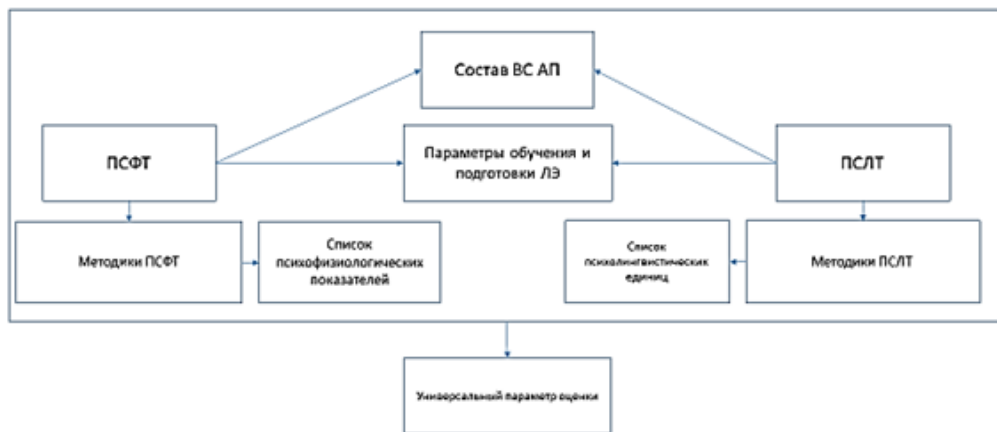 Состав ВС АП
ПСФТ
Параметры обучения и
подготовки ЛЭ
ПСЛТ
Методики ПСФТ
Список
психофизиологических
показателей
Список
психолингвистических
единиц
Методики ПСЛТ
Универсальный параметр оценки